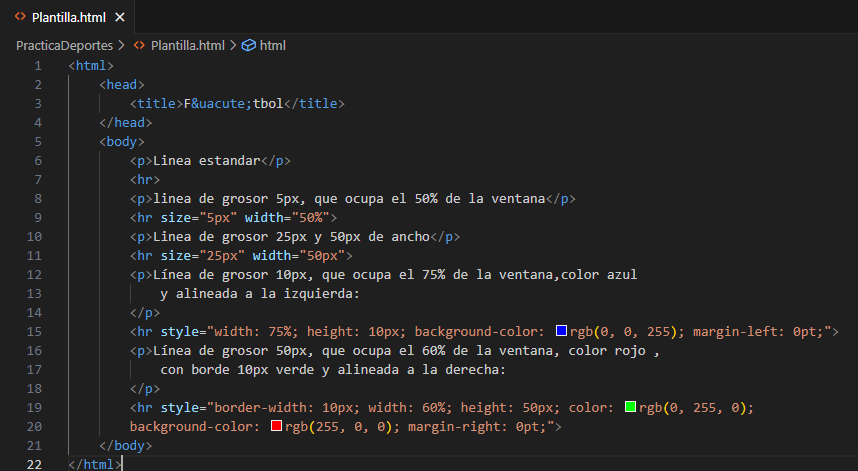 Plantilla.html
PracticaDeportes > Plantilla.html > html
1 <html>
2 <head>
3 <title>F&uacute;tbol</title>
4 </head>
5 <body>
6 <p>Linea estandar</p>
7 <hr>
8 <p>linea de grosor 5px, que ocupa el 50% de la ventana</p>
9 <hr size="5px" width="50%">
10 <p>Linea de grosor 25px y 50px de ancho</p>
11 <hr size="25px" width="50px">
12 <p>Línea de grosor 10px, que ocupa el 75% de la ventana,color azul
13 y alineada a la izquierda:
14 </p>
15 <hr style="width: 75%; height: 10px; background-color: rgb(0, 0, 255); margin-left: 0pt;">
16 <p>Línea de grosor 50px, que ocupa el 60% de la ventana, color rojo ,
17 con borde 10px verde y alineada a la derecha:
18 </p>
19 <hr style="border-width: 10px; width: 60%; height: 50px; color: rgb(0, 255, 0);
20 background-color: rgb(255, 0, 0); margin-right: 0pt;">
21 </body>
22 </html>